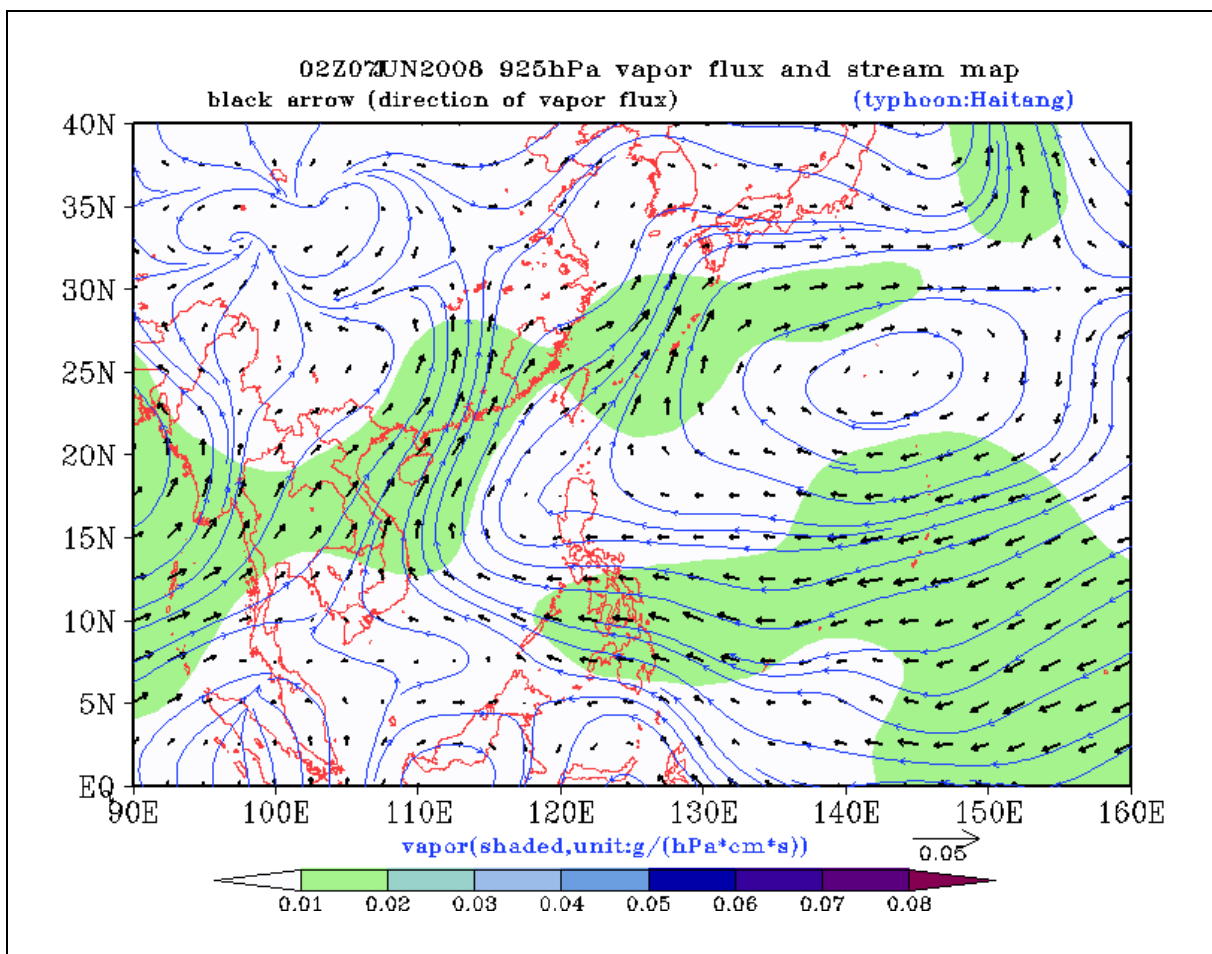 02Z07JUN2008 925hPa vapor flux and stream map
black arrow (direction of vapor flux) (typhoon:Haitang)
40N
35N
30N
25N
20N
15N
10N
5N
EQ
90E 100E 110E 120E 130E 140E 150E 160E
vapor(shaded,unit:g/(hPa*cm*s))
0.05
0.01 0.02 0.03 0.04 0.05 0.06 0.07 0.08